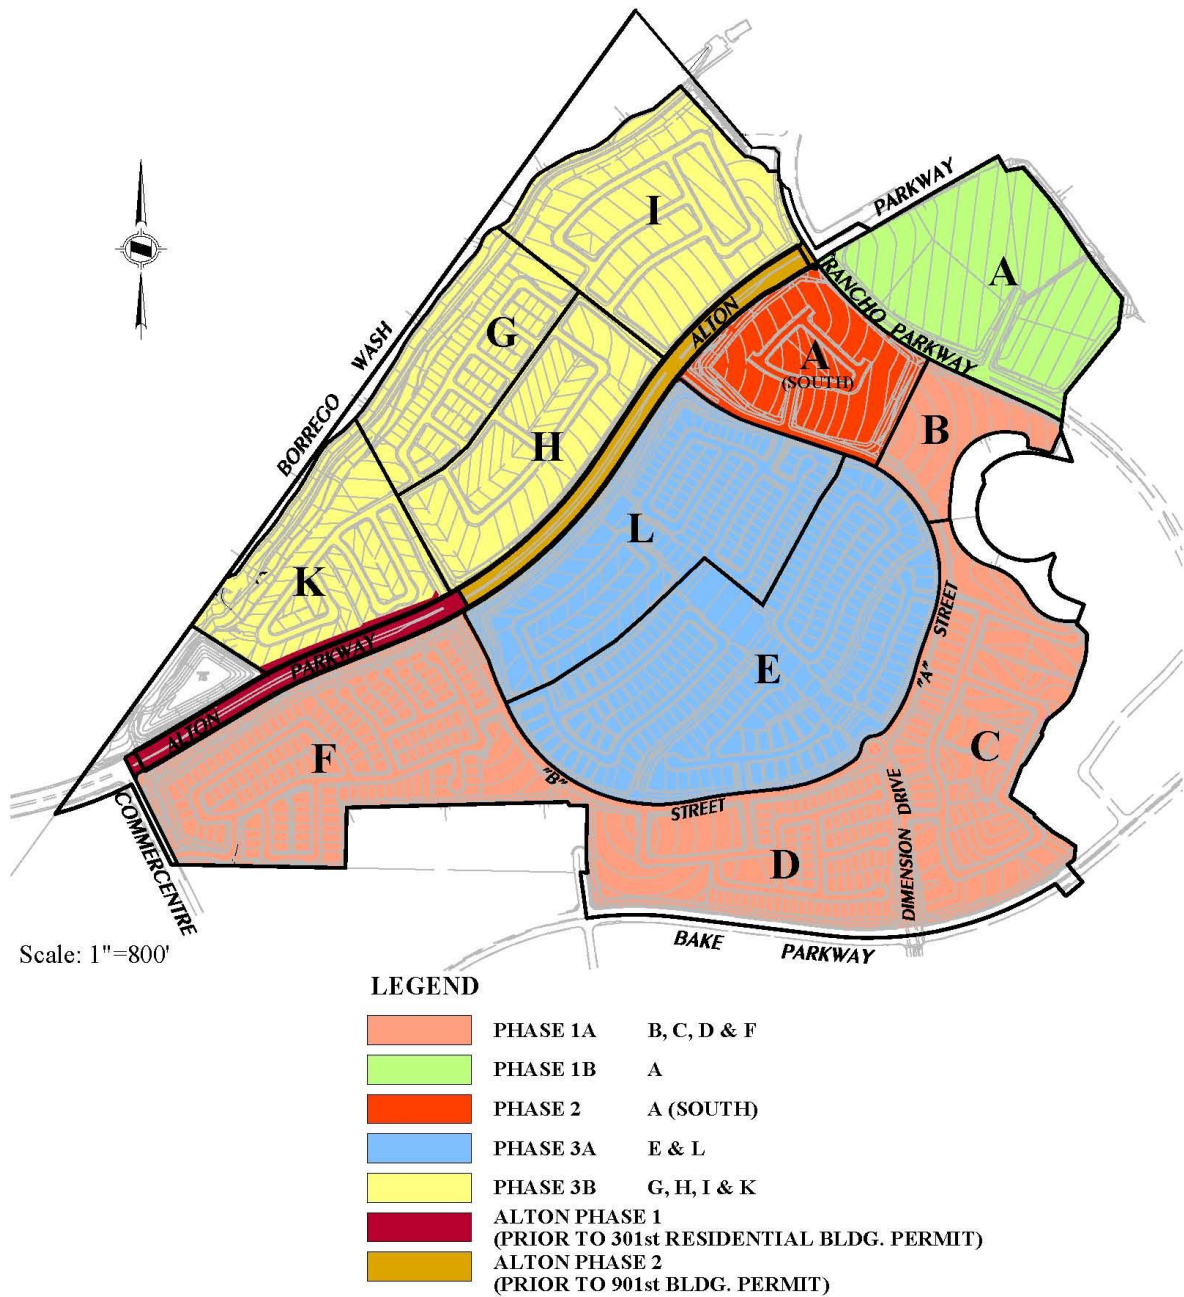 PARKWAY
I
A
RANCHO PARKWAY
G
ALTON
A
(SOUTH)
BORREGO WASH
B
H
L
K
"A" STREET
PARKWAY
E
ALTON
F
C
"B" STREET
DIMENSION DRIVE
COMMERCENTRE
D
BAKE PARKWAY
Scale: 1"=800'
LEGEND
PHASE 1A B, C, D & F
PHASE 1B A
PHASE 2 A (SOUTH)
PHASE 3A E & L
PHASE 3B G, H, I & K
ALTON PHASE 1
(PRIOR TO 301st RESIDENTIAL BLDG. PERMIT)
ALTON PHASE 2
(PRIOR TO 901st BLDG. PERMIT)